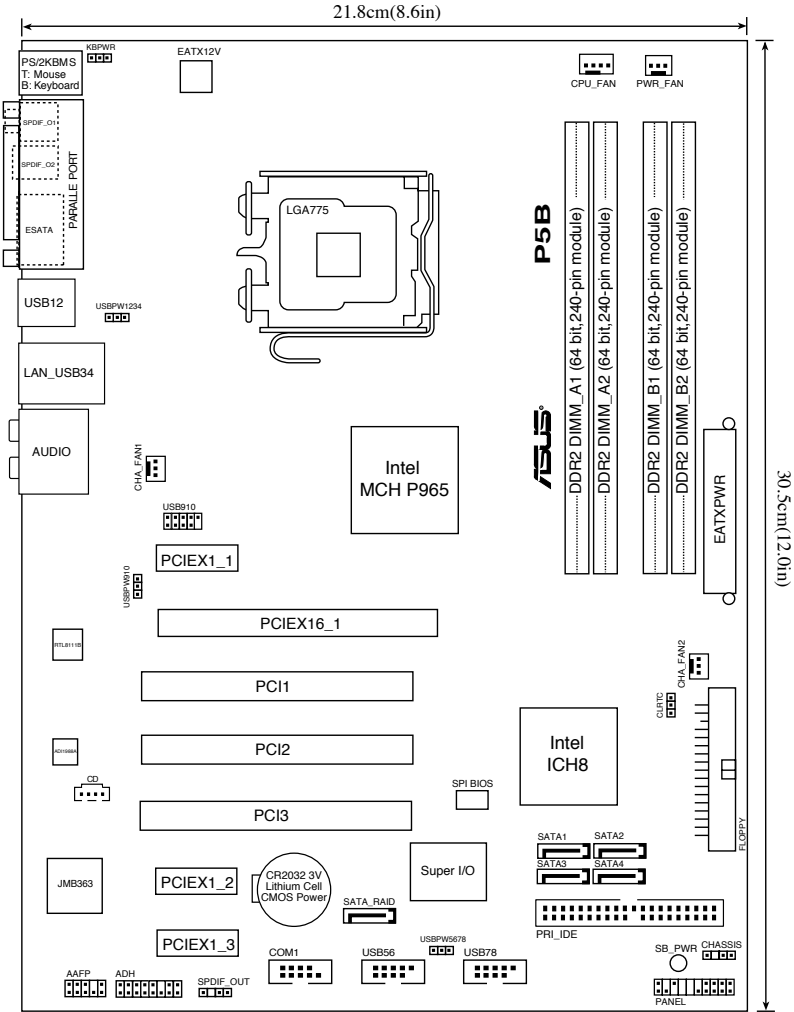 21.8cm(8.6in)
KBPWR
EATX12V
PS/2KBMS
T: Mouse
B: Keyboard
CPU_FAN
PWR_FAN
SPDIF_O1
SPDIF_O2
PARALLE PORT
ESATA
LGA775
P5B
DDR2 DIMM_A1 (64 bit,240-pin module)
DDR2 DIMM_A2 (64 bit,240-pin module)
DDR2 DIMM_B1 (64 bit,240-pin module)
DDR2 DIMM_B2 (64 bit,240-pin module)
USB12
USBPW1234
LAN_USB34
ASUS®
AUDIO
CHA_FAN1
Intel
MCH P965
EATXPWR
30.5cm(12.0in)
USB910
PCIEX1_1
USBPW910
PCIEX16_1
RTL8111B
CHA_FAN2
PCI1
CLRTC
PCI2
Intel
ICH8
CD
SPI BIOS
PCI3
FLOPPY
SATA1
SATA2
SATA3
SATA4
JMB363
PCIEX1_2
CR2032 3V
Lithium Cell
CMOS Power
Super I/O
SATA_RAID
PRI_IDE
PCIEX1_3
COM1
USB56
USBPW5678
USB78
SB_PWR
CHASSIS
AAFP
ADH
SPDIF_OUT
PANEL